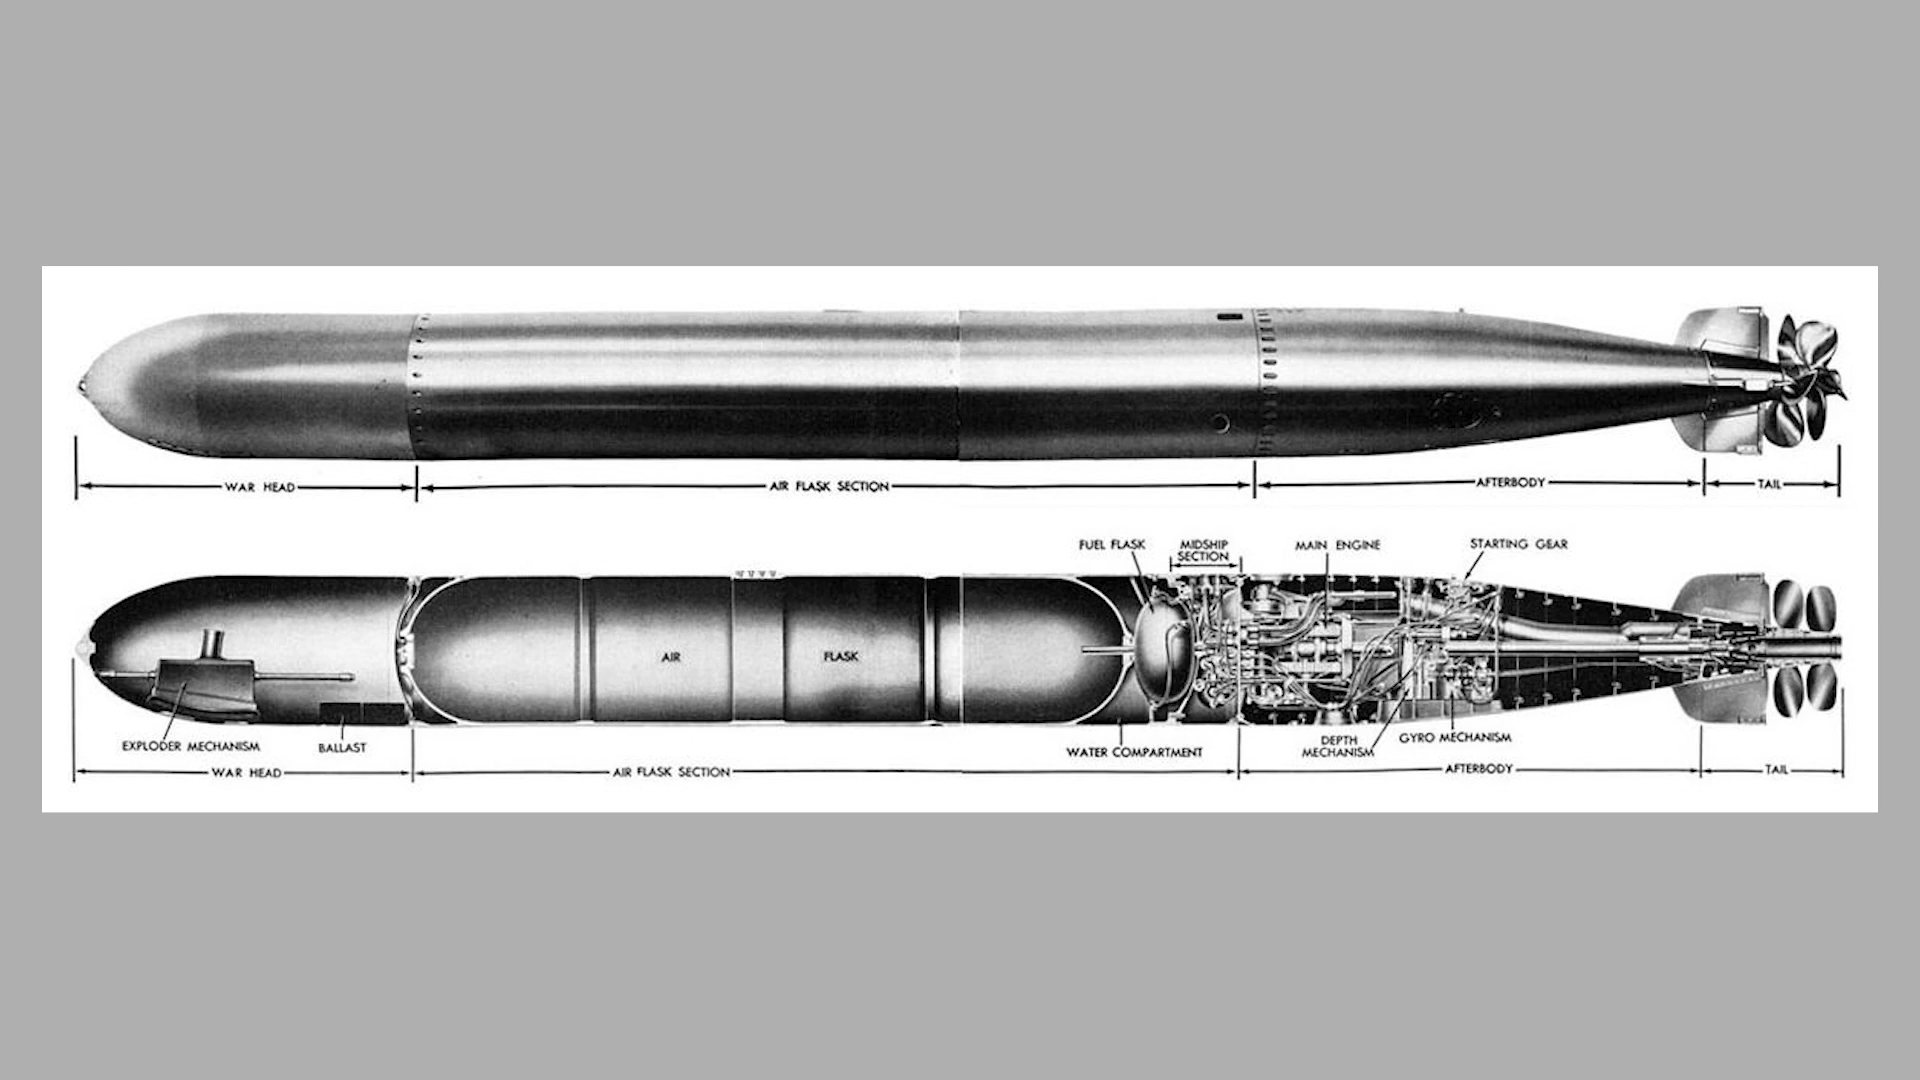 WAR HEAD
AIR FLASK SECTION
AFTERBODY
TAIL
FUEL FLASK
MIDSHIP
SECTION
MAIN ENGINE
STARTING GEAR
AIR
FLASK
EXPLODER MECHANISM
BALLAST
WATER COMPARTMENT
DEPTH
MECHANISM
GYRO MECHANISM
WAR HEAD
AIR FLASK SECTION
AFTERBODY
TAIL